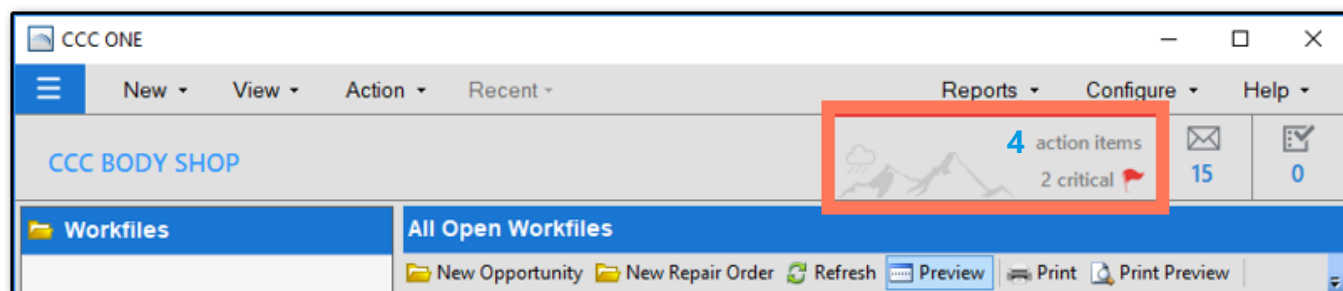 CCC ONE
New View Action Recent Reports Configure Help
CCC BODY SHOP
4 action items
2 critical
15
0
Workfiles
All Open Workfiles
New Opportunity New Repair Order Refresh Preview Print Print Preview